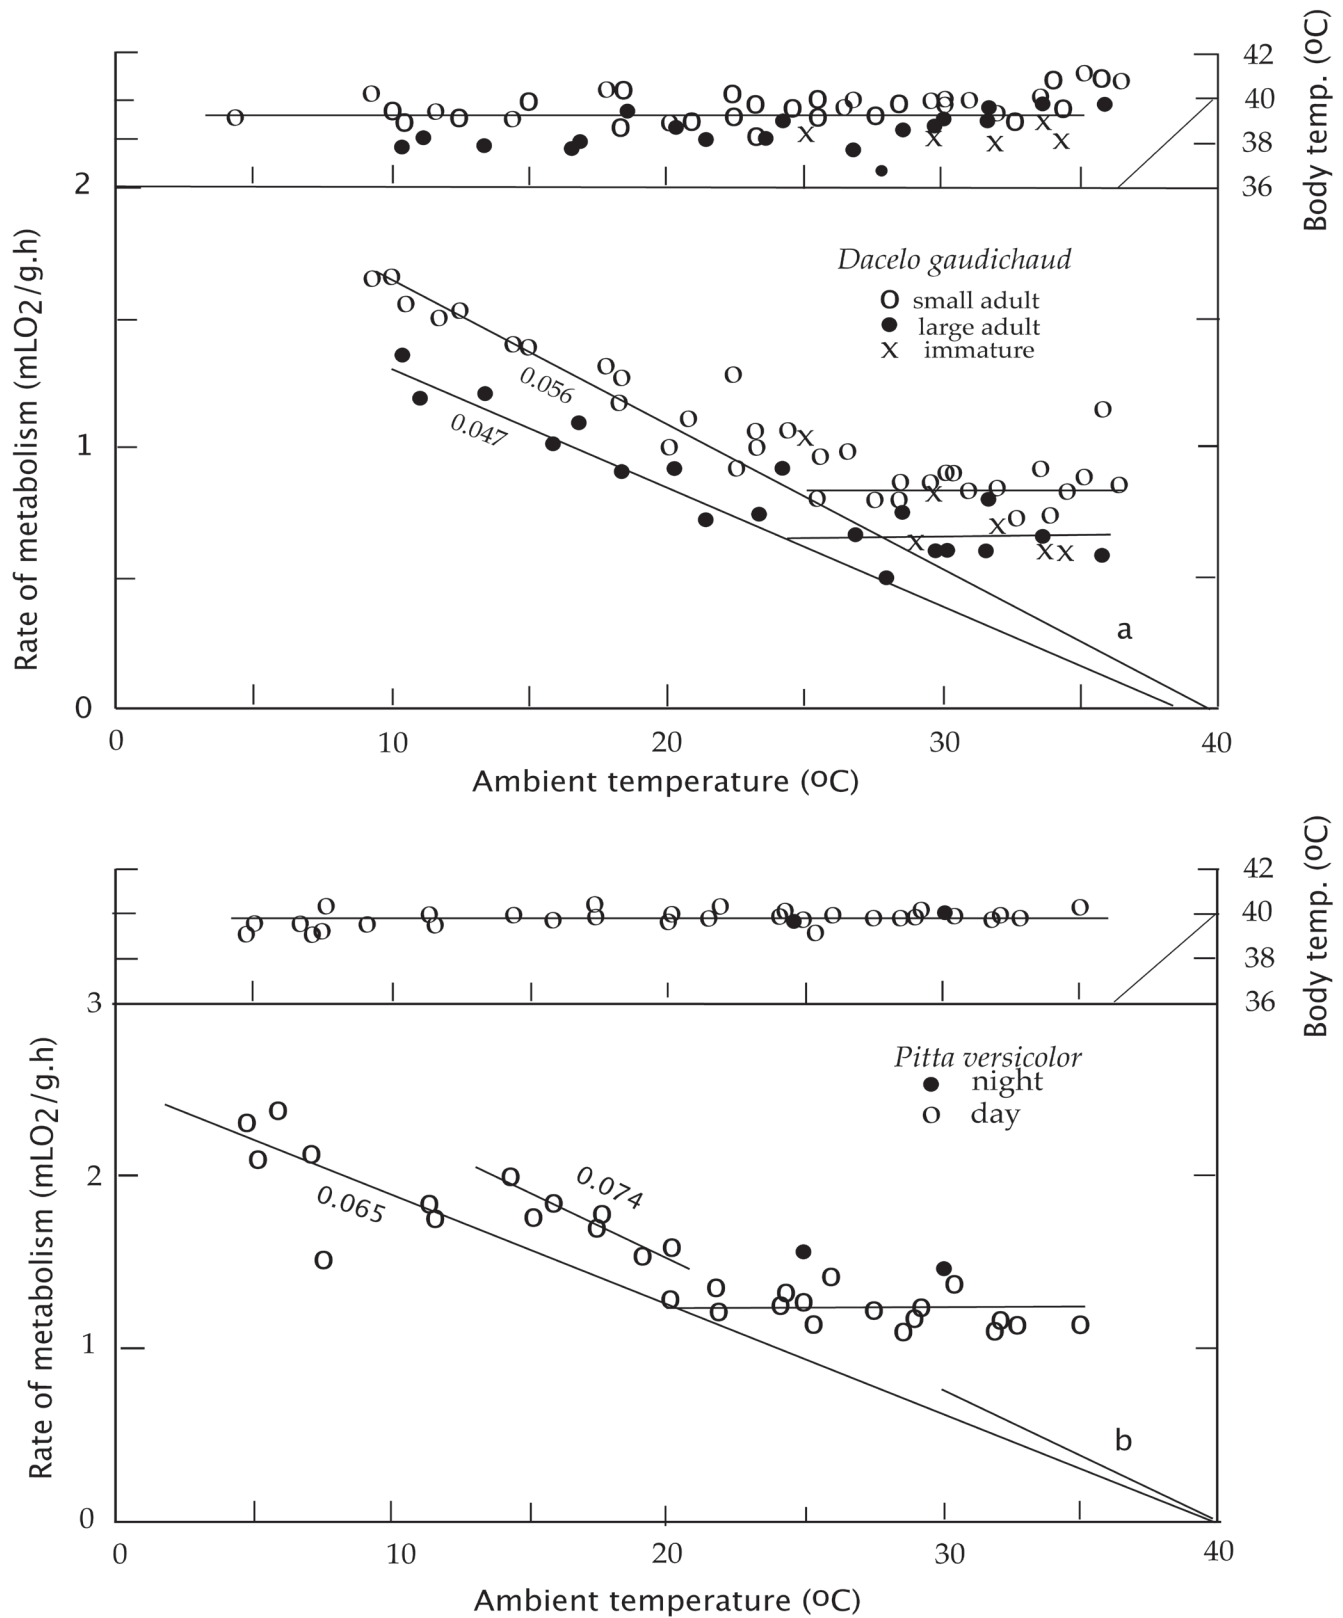 42
40
38
36
Body temp. (oC)
2
1
0
Rate of metabolism (mLO2/g.h)
Dacelo gaudichaud
small adult
large adult
x immature
0.056
0.047
a
0 10 20 30 40
Ambient temperature (oC)
42
40
38
36
Body temp. (oC)
3
2
1
0
Rate of metabolism (mLO2/g.h)
Pitta versicolor
night
day
0.074
0.065
b
0 10 20 30 40
Ambient temperature (oC)